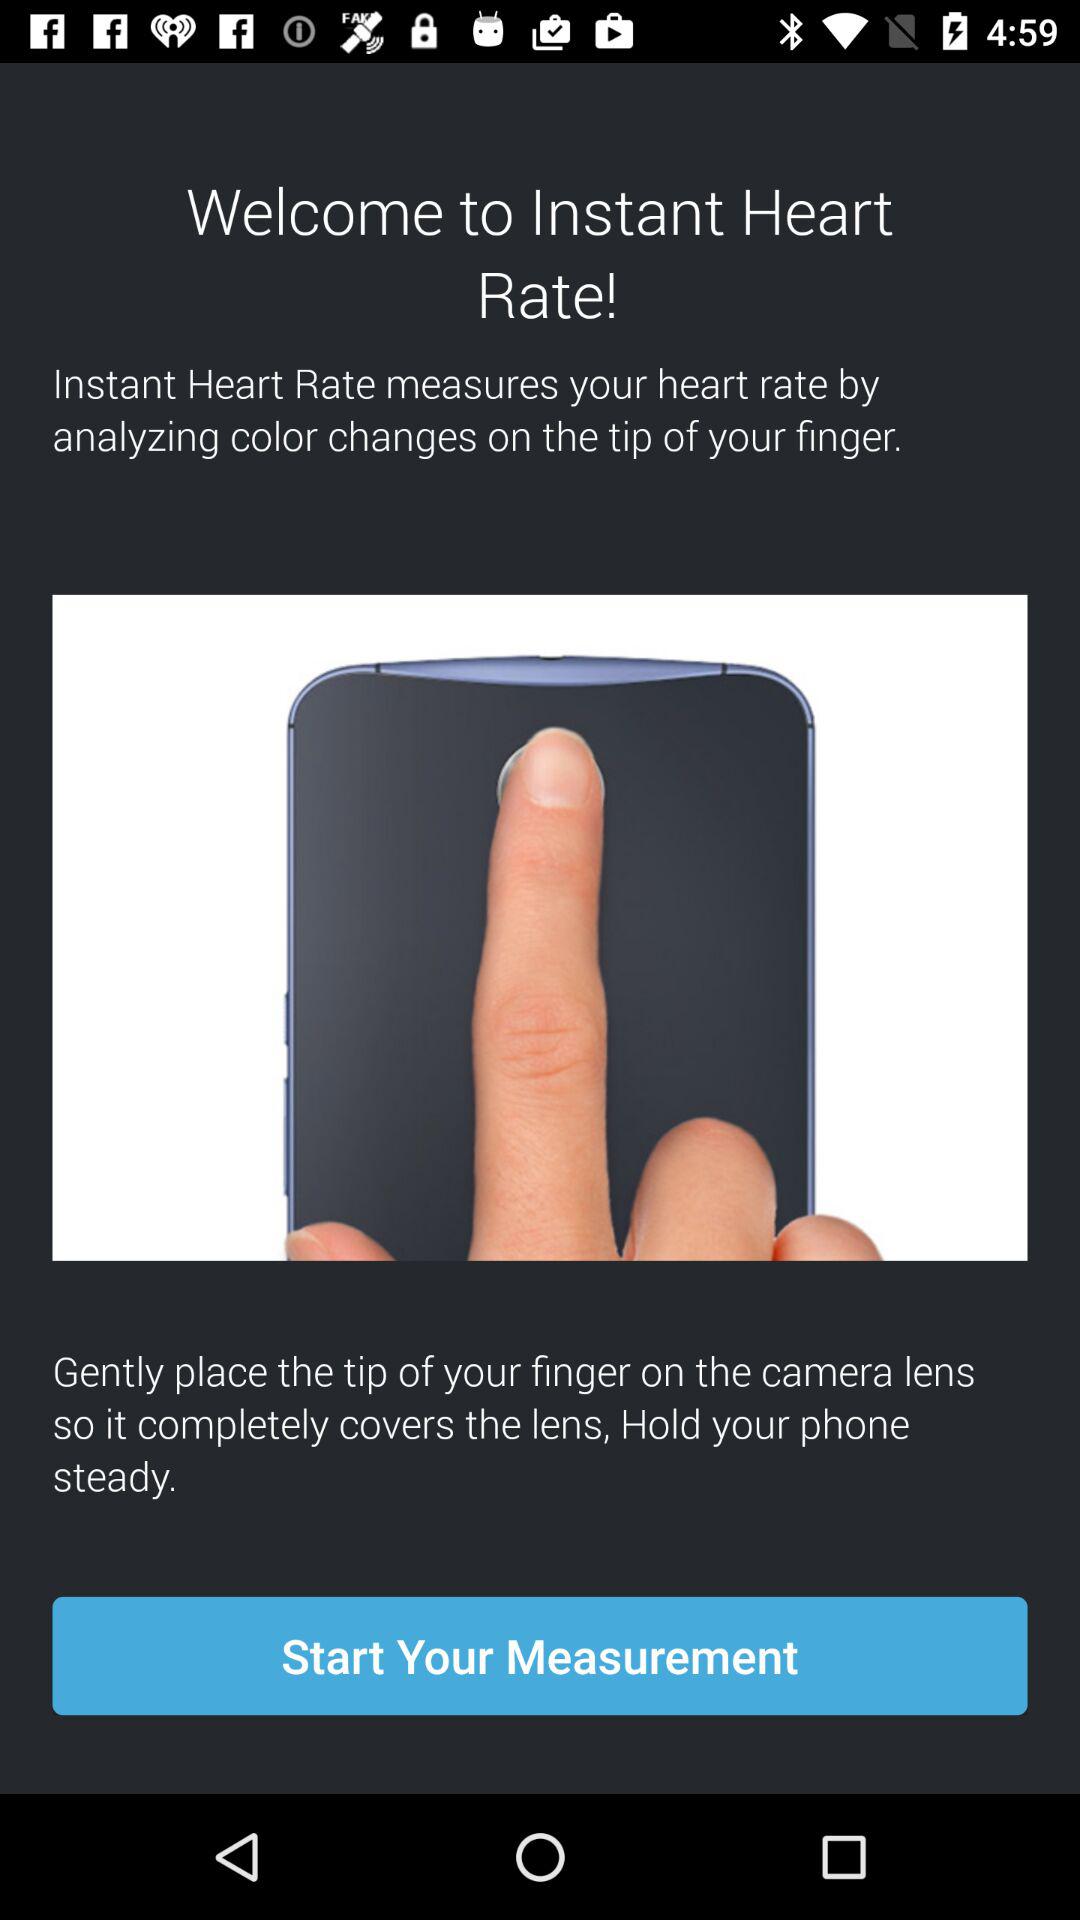 FAKE
4:59
Welcome to Instant Heart
Rate!
Instant Heart Rate measures your heart rate by
analyzing color changes on the tip of your finger.
Gently place the tip of your finger on the camera lens
so it completely covers the lens, Hold your phone
steady.
Start Your Measurement